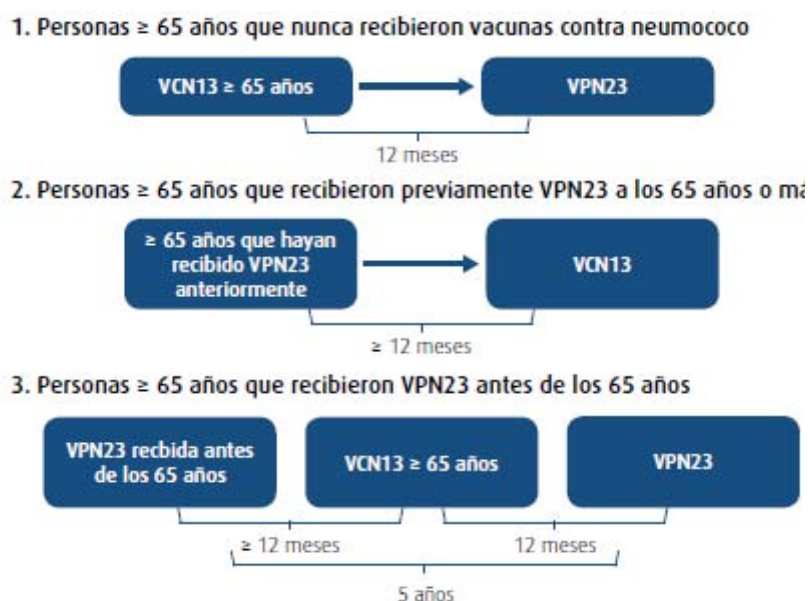 1. Personas ≥ 65 años que nunca recibieron vacunas contra neumococo
VCN13 ≥ 65 años
VPN23
12 meses
2. Personas ≥ 65 años que recibieron previamente VPN23 a los 65 años o má
≥ 65 años que hayan
recibido VPN23
anteriormente
VCN13
≥ 12 meses
3. Personas ≥ 65 años que recibieron VPN23 antes de los 65 años
VPN23 recbida antes
de los 65 años
VCN13 ≥ 65 años
VPN23
≥ 12 meses
12 meses
5 años